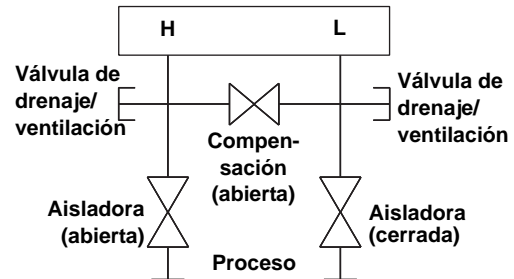 H
L
Válvula de
drenaje/
ventilación
Válvula de
drenaje/
ventilación
Compen-
sación
(abierta)
Aisladora
(abierta)
Aisladora
(cerrada)
Proceso